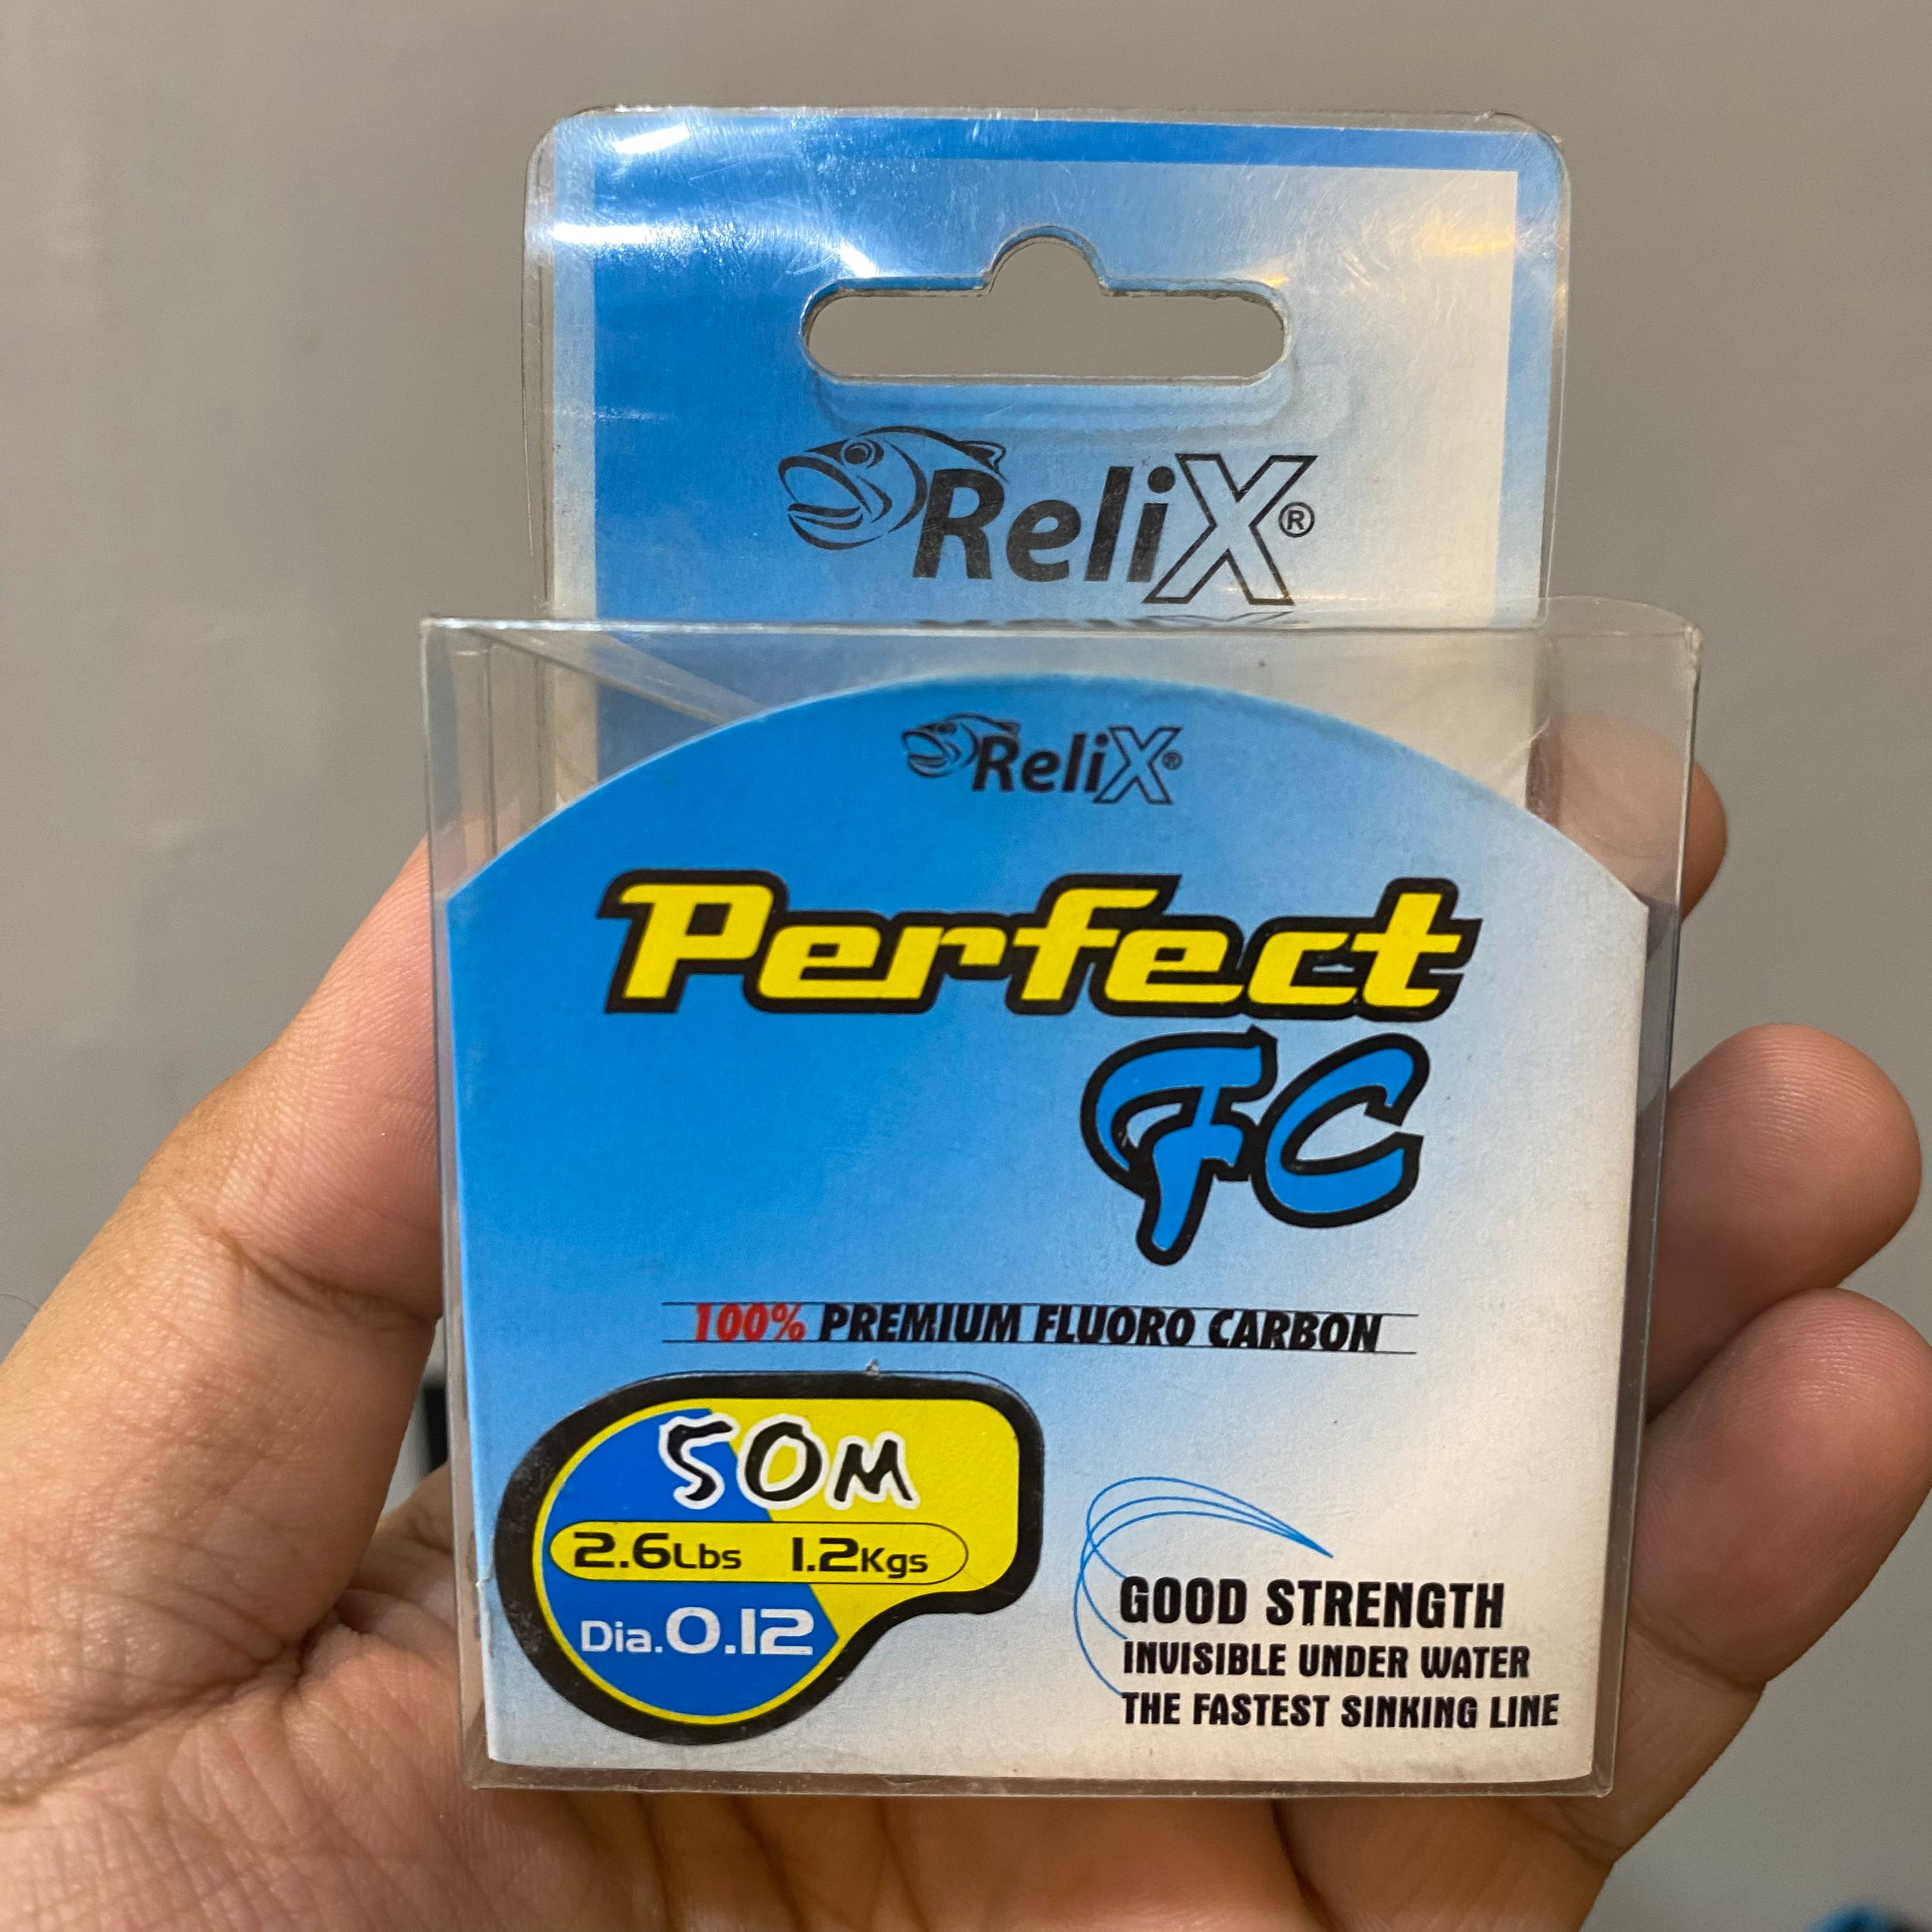 ReliX®
ReliX®
Perfect
FC
100% PREMIUM FLUORO CARBON
50M
2.6Lbs 1.2Kgs
Dia.0.12
GOOD STRENGTH
INVISIBLE UNDER WATER
THE FASTEST SINKING LINE